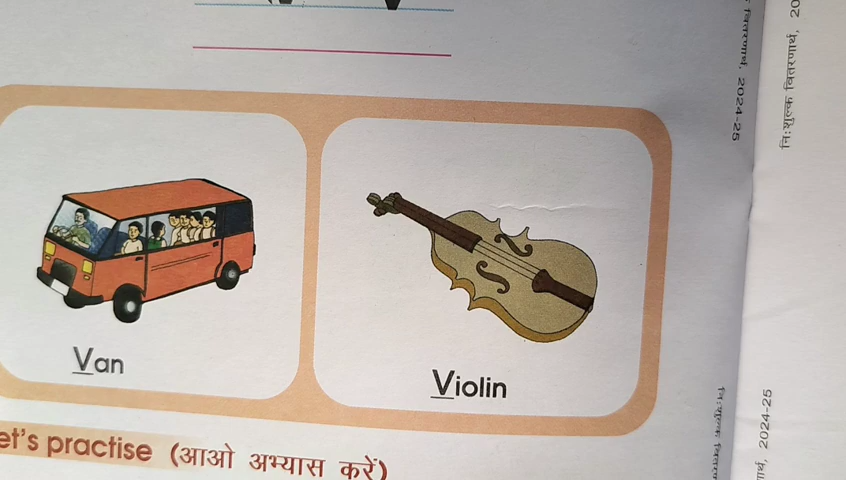 Van
Violin
et's practise (आओ अभ्यास करें)
वितरणार्थ, 2024-25
नि:शुल्क वितरणार्थ, 20
2024-25